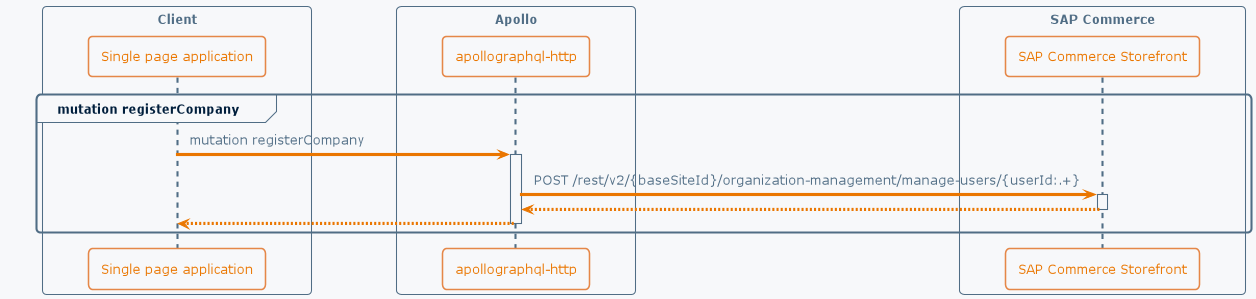 Client
Apollo
SAP Commerce
Single page application
apollographql-http
SAP Commerce Storefront
mutation registerCompany
mutation registerCompany
POST /rest/v2/{baseSiteId}/organization-management/manage-users/{userId:.+}
Single page application
apollographql-http
SAP Commerce Storefront